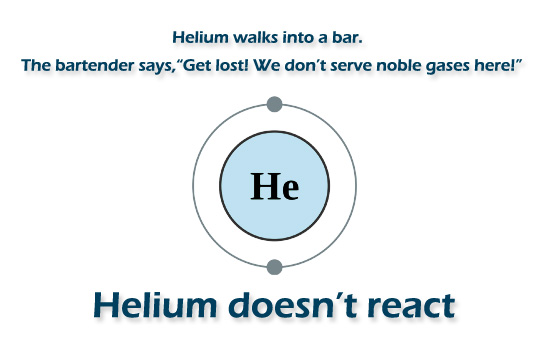 Helium walks into a bar.
The bartender says,“Get lost! We don’t serve noble gases here!”
He
Helium doesn’t react